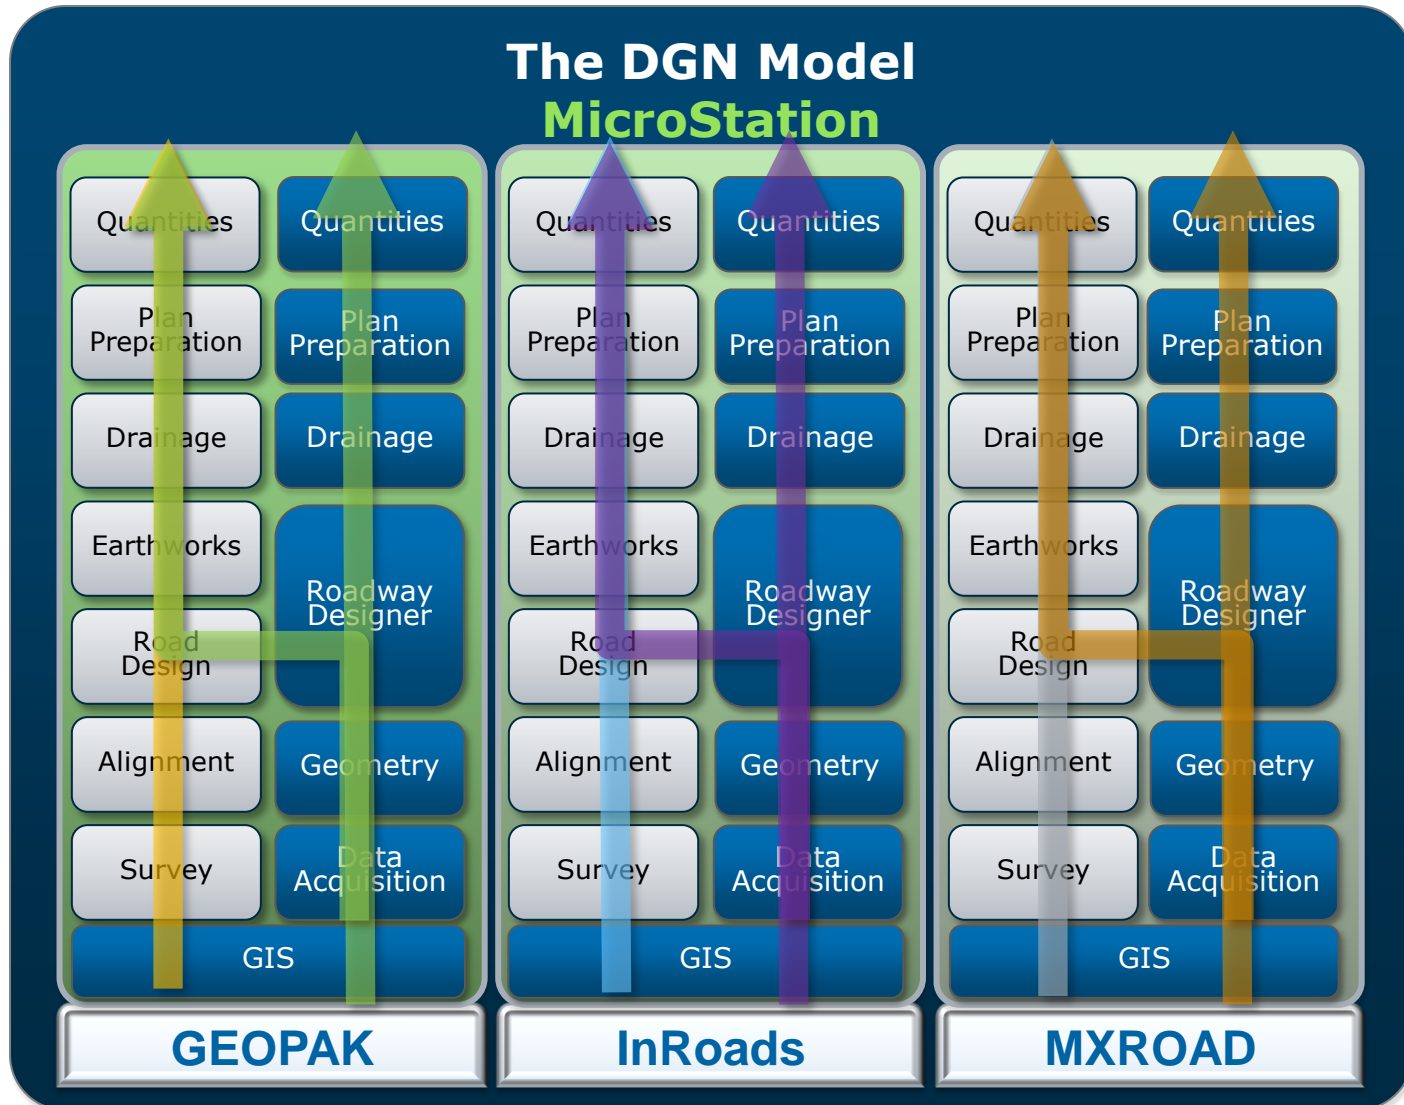 The DGN Model
MicroStation
Quantities
Plan
Preparation
Drainage
Earthworks
Road
Design
Alignment
Survey
Quantities
Plan
Preparation
Drainage
Roadway
Designer
Geometry
Data
Acquisition
GIS
GEOPAK
Quantities
Plan
Preparation
Drainage
Earthworks
Road
Design
Alignment
Survey
Quantities
Plan
Preparation
Drainage
Roadway
Designer
Geometry
Data
Acquisition
GIS
InRoads
Quantities
Plan
Preparation
Drainage
Earthworks
Road
Design
Alignment
Survey
Quantities
Plan
Preparation
Drainage
Roadway
Designer
Geometry
Data
Acquisition
GIS
MXROAD